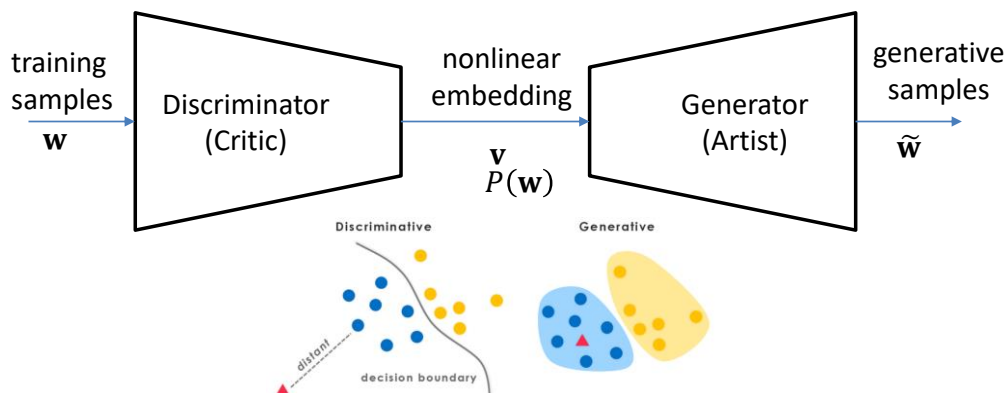 training
samples
𝐰
Discriminator
(Critic)
nonlinear
embedding
𝐯
𝑃(𝐰)
Generator
(Artist)
generative
samples
𝐰̃
Discriminative
Generative
distant
decision boundary